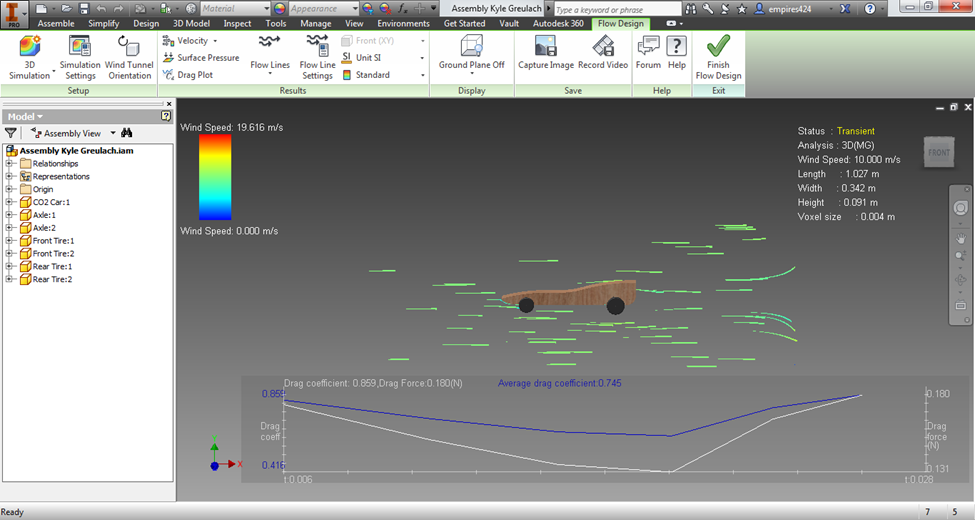 PRO
Material
Appearance
Assembly Kyle Greulach
Type a keyword or phrase
empires424
Assemble Simplify Design 3D Model Inspect Tools Manage View Environments Get Started Vault Autodesk 360 Flow Design
3D Simulation
Simulation Settings
Wind Tunnel Orientation
Velocity
Surface Pressure
Drag Plot
Flow Lines
Flow Line Settings
Front (XY)
Unit SI
Standard
Ground Plane Off
Capture Image
Record Video
Forum
Help
Finish Flow Design
Setup Results Display Save Help Exit
Model
Assembly View
Assembly Kyle Greulach.iam
Relationships
Representations
Origin
CO2 Car:1
Axle:1
Axle:2
Front Tire:1
Front Tire:2
Rear Tire:1
Rear Tire:2
Wind Speed: 19.616 m/s
Wind Speed: 0.000 m/s
Status : Transient
Analysis : 3D(MG)
Wind Speed: 10.000 m/s
Length : 1.027 m
Width : 0.342 m
Height : 0.091 m
Voxel size : 0.004 m
FRONT
Drag coefficient: 0.859,Drag Force:0.180(N)
Average drag coefficient:0.745
0.859
Drag
coeff
0.416
t:0.006
0.180
Drag
force
(N)
0.131
t:0.028
X
Ready
7 5